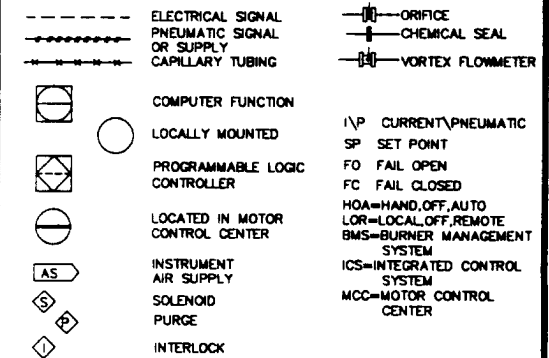 ELECTRICAL SIGNAL
PNEUMATIC SIGNAL
OR SUPPLY
CAPILLARY TUBING
COMPUTER FUNCTION
LOCALLY MOUNTED
PROGRAMMABLE LOGIC
CONTROLLER
LOCATED IN MOTOR
CONTROL CENTER
AS
INSTRUMENT
AIR SUPPLY
S
SOLENOID
P
PURGE
I
INTERLOCK
ORIFICE
CHEMICAL SEAL
VORTEX FLOWMETER
I\P CURRENT\PNEUMATIC
SP SET POINT
FO FAIL OPEN
FC FAIL CLOSED
HOA=HAND,OFF,AUTO
LOR=LOCAL,OFF,REMOTE
BMS=BURNER MANAGEMENT
SYSTEM
ICS=INTEGRATED CONTROL
SYSTEM
MCC=MOTOR CONTROL
CENTER